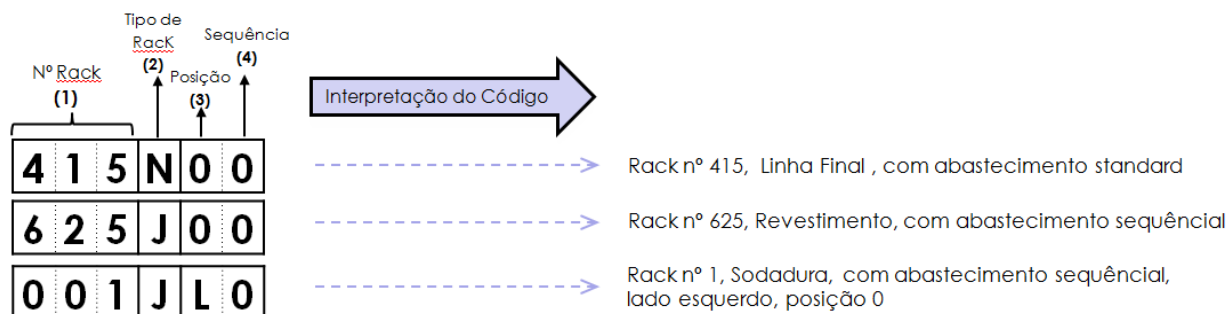 Tipo de
RacK
(2)
Sequência
(4)
Nº Rack
(1)
Posição
(3)
Interpretação do Código
4 1 5 N 0 0
Rack nº 415, Linha Final , com abastecimento standard
6 2 5 J 0 0
Rack nº 625, Revestimento, com abastecimento sequêncial
0 0 1 J L 0
Rack nº 1, Sodadura, com abastecimento sequêncial,
lado esquerdo, posição 0